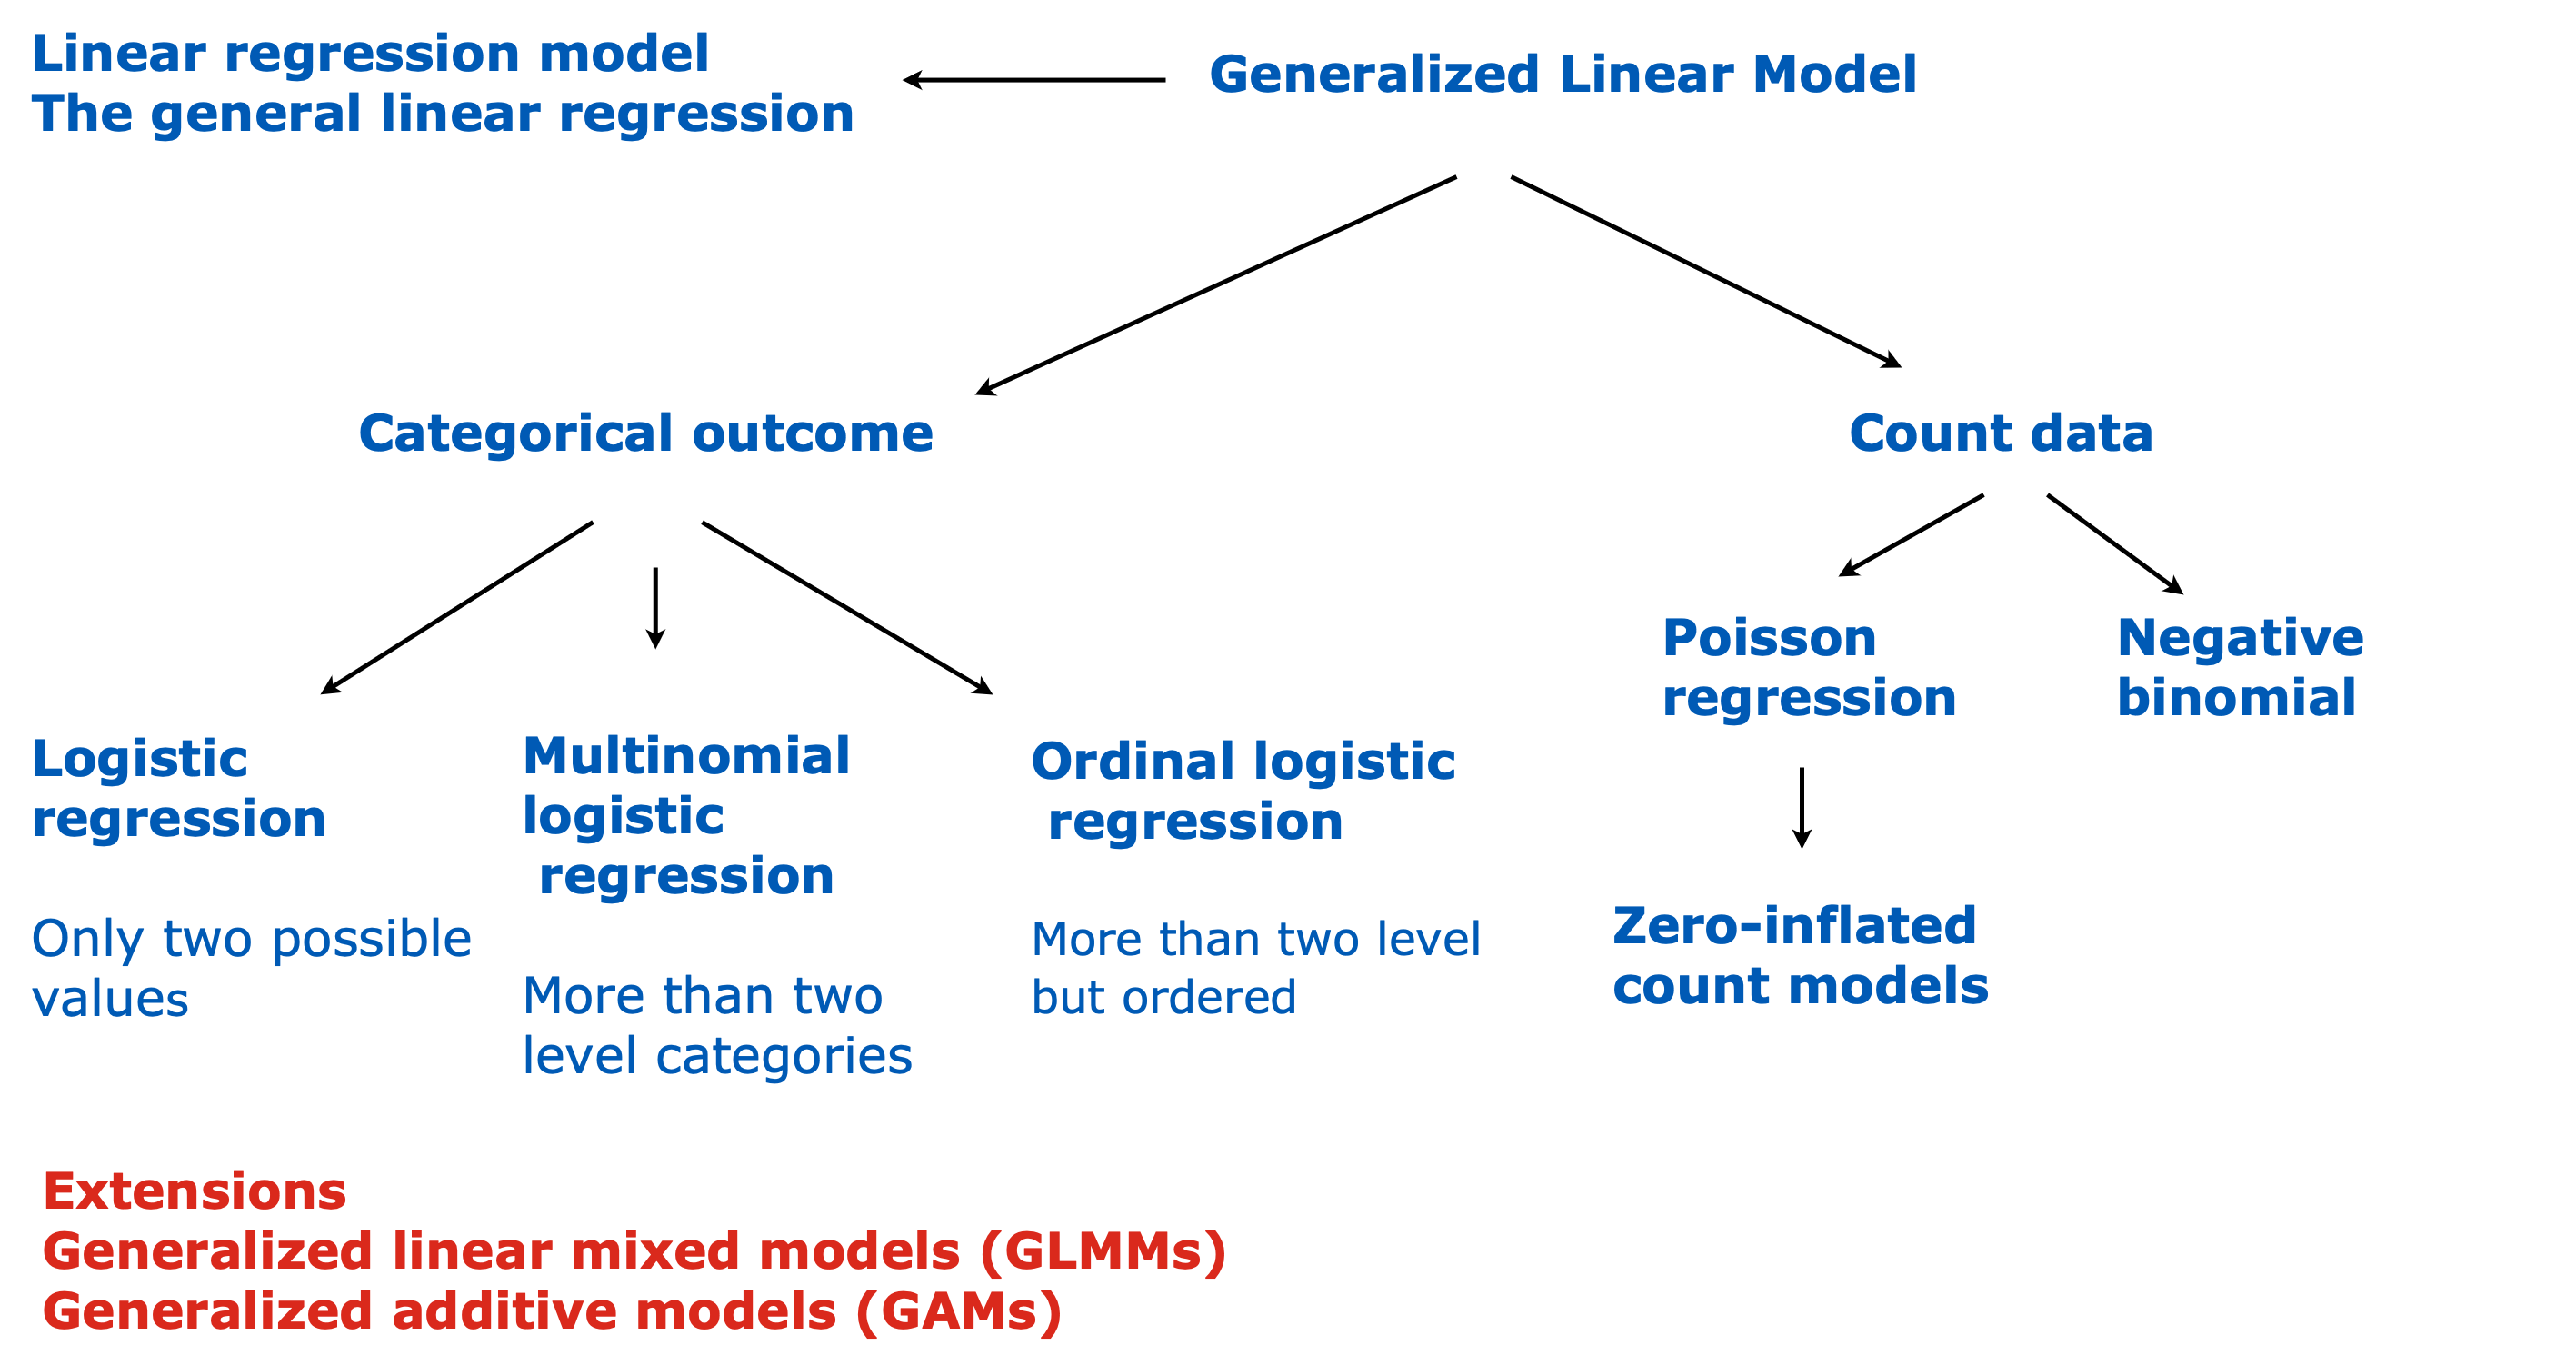 Linear regression model
The general linear regression
Generalized Linear Model
Categorical outcome
Count data
Logistic
regression
Only two possible
values
Multinomial
logistic
regression
More than two
level categories
Ordinal logistic
regression
More than two level
but ordered
Poisson
regression
Negative
binomial
Zero-inflated
count models
Extensions
Generalized linear mixed models (GLMMs)
Generalized additive models (GAMs)